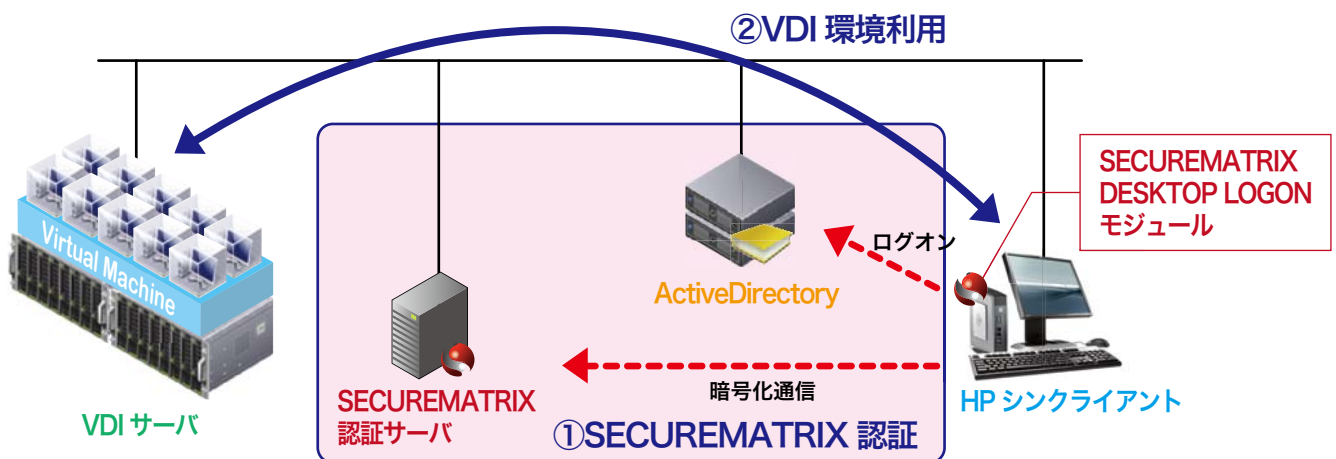 ②VDI 環境利用
SECUREMATRIX
DESKTOP LOGON
モジュール
Virtual Machine
ログオン
ActiveDirectory
暗号化通信
SECUREMATRIX
認証サーバ
VDI サーバ
HP シンクライアント
①SECUREMATRIX 認証